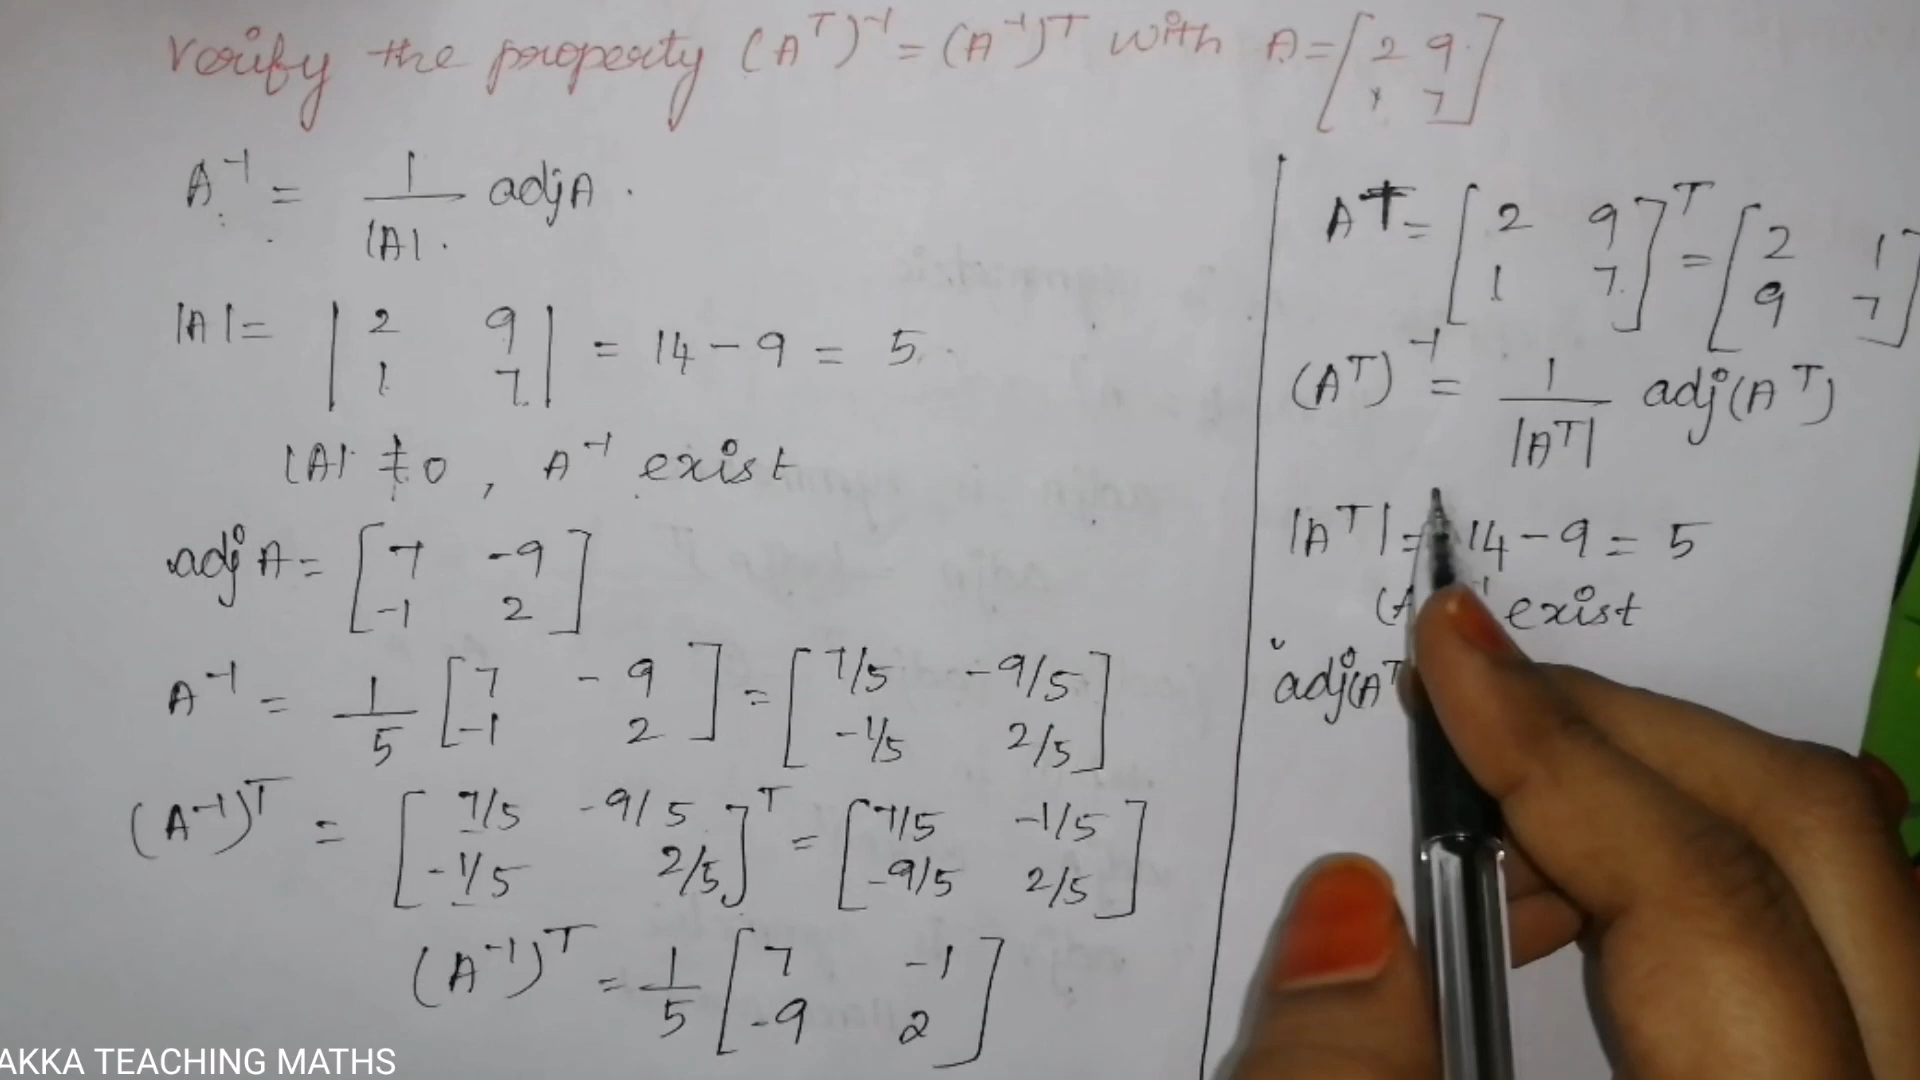 Verify the property (A^T)^-1 = (A^-1)^T with A = [2 9
1 7]
A^-1 = 1/|A| adj A.
|A| = |2 9
1 7| = 14 - 9 = 5
|A| ≠ 0, A^-1 exist
adj A = [7 -9
-1 2]
A^-1 = 1/5 [7 -9
-1 2] = [7/5 -9/5
-1/5 2/5]
(A^-1)^T = [7/5 -9/5
-1/5 2/5]^T = [7/5 -1/5
-9/5 2/5]
(A^-1)^T = 1/5 [7 -1
-9 2]
A^T = [2 9
1 7]^T = [2 1
9 7]
(A^T)^-1 = 1/|A^T| adj(A^T)
|A^T| = 14 - 9 = 5
exist
adj(A^T
AKKA TEACHING MATHS